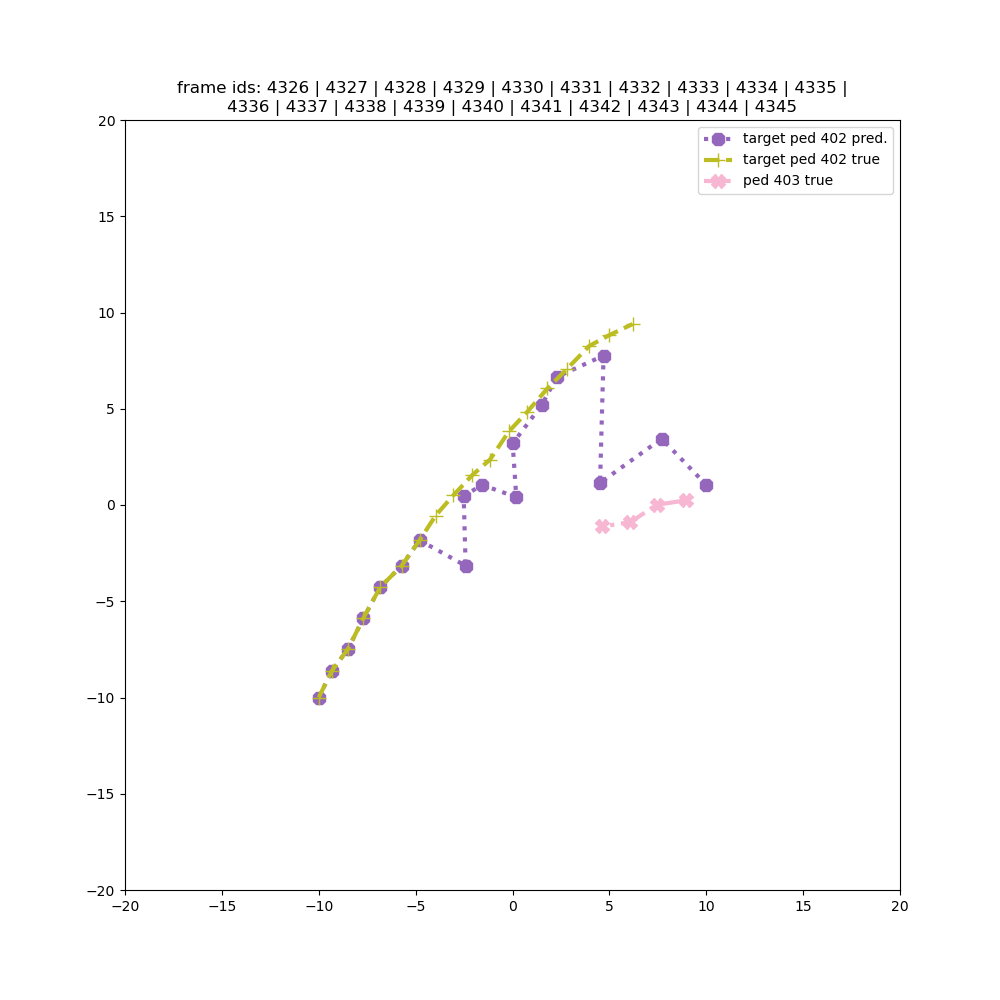 frame ids: 4326 | 4327 | 4328 | 4329 | 4330 | 4331 | 4332 | 4333 | 4334 | 4335 |
4336 | 4337 | 4338 | 4339 | 4340 | 4341 | 4342 | 4343 | 4344 | 4345
target ped 402 pred.
target ped 402 true
ped 403 true
20
15
10
5
0
−5
−10
−15
−20
−20 −15 −10 −5 0 5 10 15 20